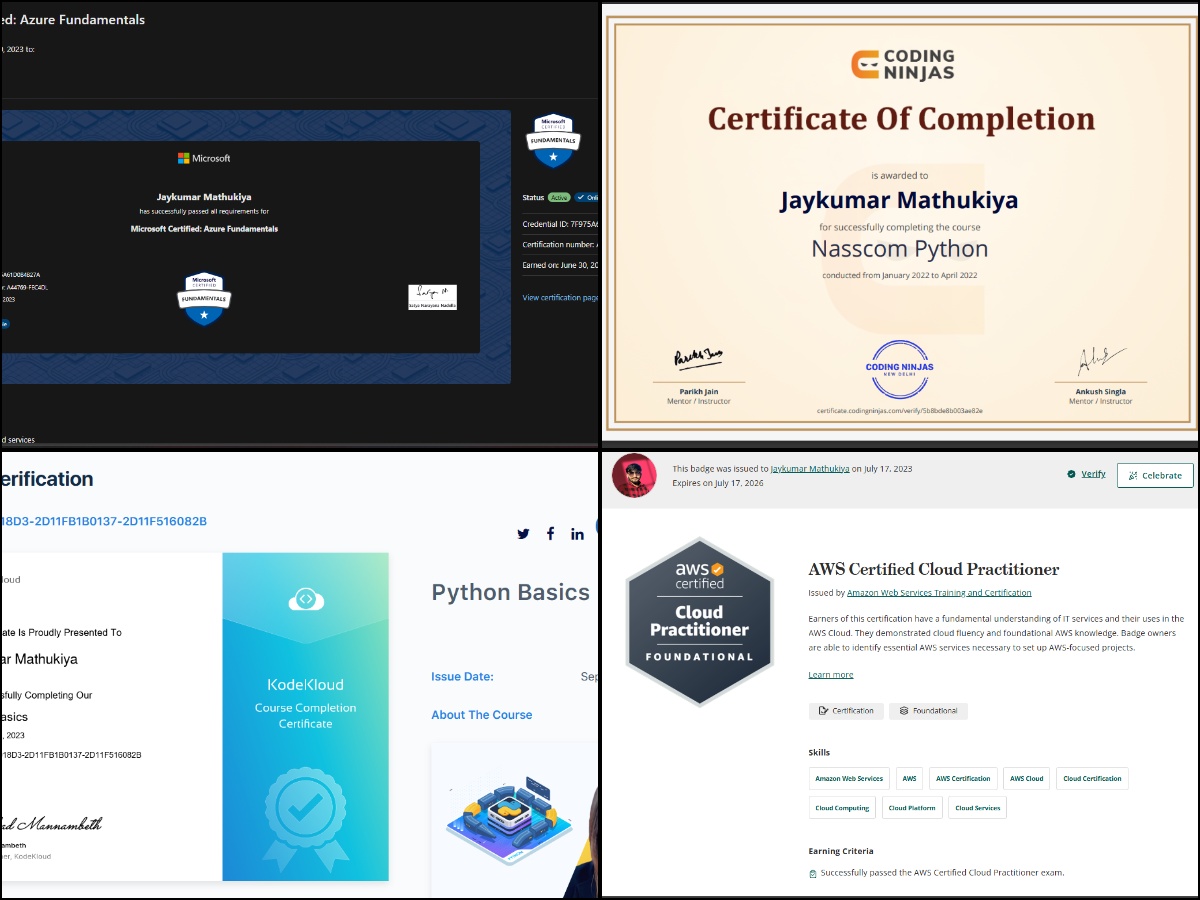 ed: Azure Fundamentals
, 2023 to:
Microsoft
Jaykumar Mathukiya
has successfully passed all requirements for
Microsoft Certified: Azure Fundamentals
2023
Microsoft
CERTIFIED
FUNDAMENTALS
Satya Narayana Nadella
d services
Microsoft
CERTIFIED
FUNDAMENTALS
Status Active
Credential ID: 7F975A6
Certification number:
Earned on: June 30, 20
View certification page
CODING
NINJAS
Certificate Of Completion
is awarded to
Jaykumar Mathukiya
for successfully completing the course
Nasscom Python
conducted from January 2022 to April 2022
Parikh Jain
Mentor / Instructor
CODING NINJAS
NEW DELHI
certificate.codingninjas.com/verify/5b8bde8b003ae82e
Ankush Singla
Mentor / Instructor
erification
18D3-2D11FB1B0137-2D11F516082B
loud
ate Is Proudly Presented To
ar Mathukiya
sfully Completing Our
asics
, 2023
18D3-2D11FB1B0137-2D11F516082B
ad Mannambeth
ambeth
ner, KodeKloud
KodeKloud
Course Completion
Certificate
Python Basics
Issue Date: Sep
About The Course
This badge was issued to Jaykumar Mathukiya on July 17, 2023
Expires on July 17, 2026
Verify
Celebrate
aws
certified
Cloud
Practitioner
FOUNDATIONAL
AWS Certified Cloud Practitioner
Issued by Amazon Web Services Training and Certification
Earners of this certification have a fundamental understanding of IT services and their uses in the
AWS Cloud. They demonstrated cloud fluency and foundational AWS knowledge. Badge owners
are able to identify essential AWS services necessary to set up AWS-focused projects.
Learn more
Certification Foundational
Skills
Amazon Web Services AWS AWS Certification AWS Cloud Cloud Certification
Cloud Computing Cloud Platform Cloud Services
Earning Criteria
Successfully passed the AWS Certified Cloud Practitioner exam.